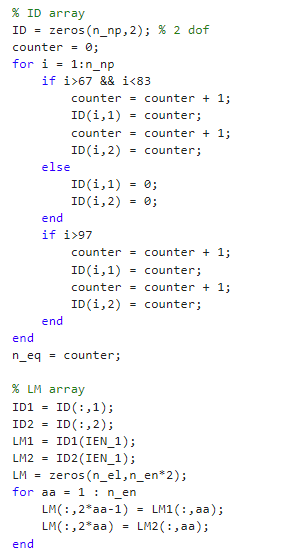 % ID array
ID = zeros(n_np,2); % 2 dof
counter = 0;
for i = 1:n_np
    if i>67 && i<83
        counter = counter + 1;
        ID(i,1) = counter;
        counter = counter + 1;
        ID(i,2) = counter;
    else
        ID(i,1) = 0;
        ID(i,2) = 0;
    end
    if i>97
        counter = counter + 1;
        ID(i,1) = counter;
        counter = counter + 1;
        ID(i,2) = counter;
    end
end
n_eq = counter;

% LM array
ID1 = ID(:,1);
ID2 = ID(:,2);
LM1 = ID1(IEN_1);
LM2 = ID2(IEN_1);
LM = zeros(n_el,n_en*2);
for aa = 1 : n_en
    LM(:,2*aa-1) = LM1(:,aa);
    LM(:,2*aa) = LM2(:,aa);
end